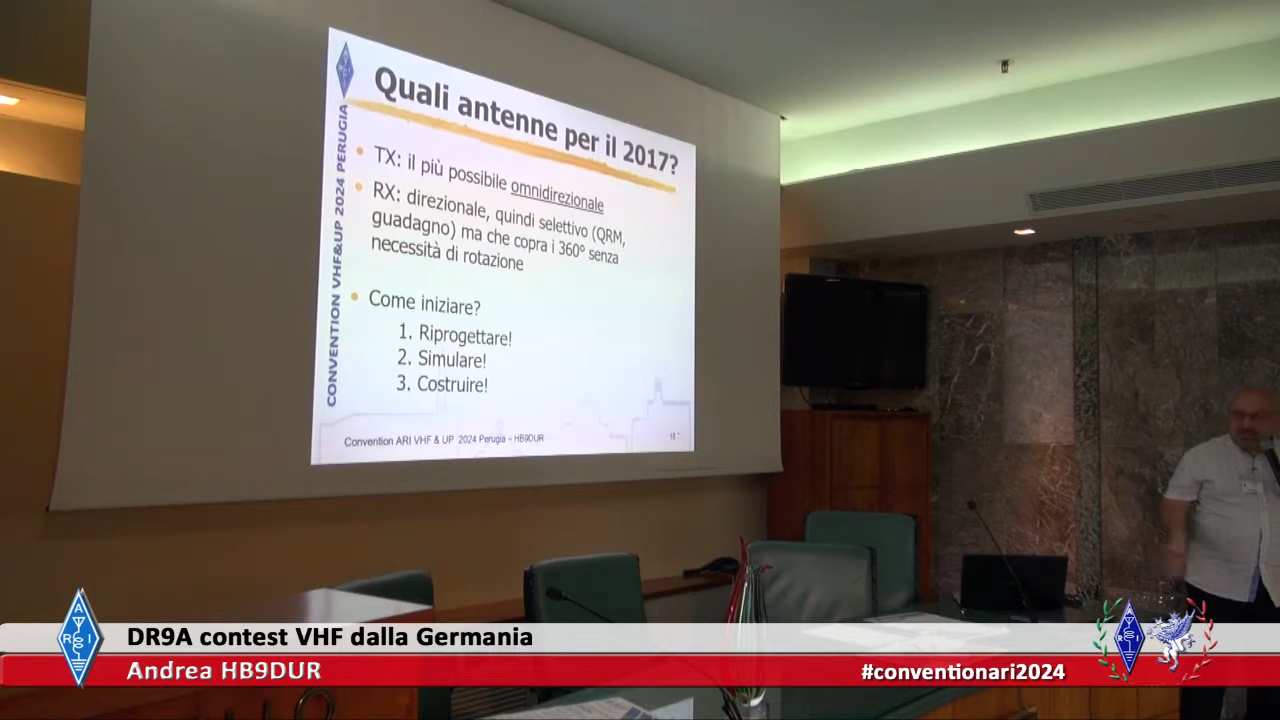 Quali antenne per il 2017?
CONVENTION VHF&UP 2024 PERUGIA
• TX: il più possibile omnidirezionale
• RX: direzionale, quindi selettivo (QRM,
guadagno) ma che copra i 360° senza
necessità di rotazione
• Come iniziare?
1. Riprogettare!
2. Simulare!
3. Costruire!
Convention ARI VHF & UP 2024 Perugia – HB9DUR
A
R I
DR9A contest VHF dalla Germania
Andrea HB9DUR
#conventionari2024